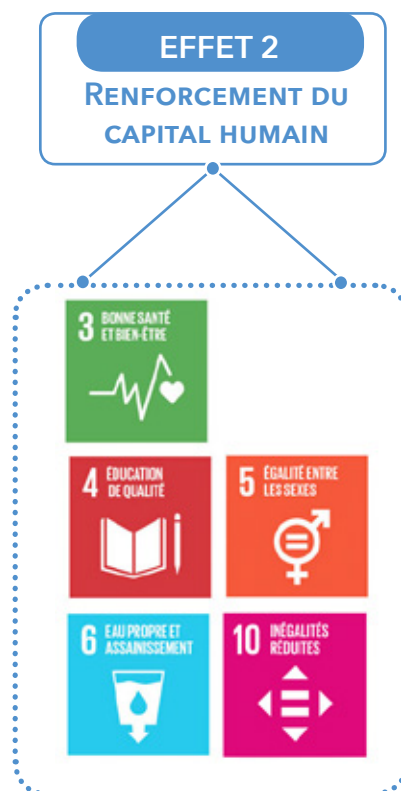 EFFET 2
RENFORCEMENT DU
CAPITAL HUMAIN
3 BONNE SANTÉ
ET BIEN-ÊTRE
4 ÉDUCATION
DE QUALITÉ
5 ÉGALITÉ ENTRE
LES SEXES
6 EAU PROPRE ET
ASSAINISSEMENT
10 INÉGALITÉS
RÉDUITES